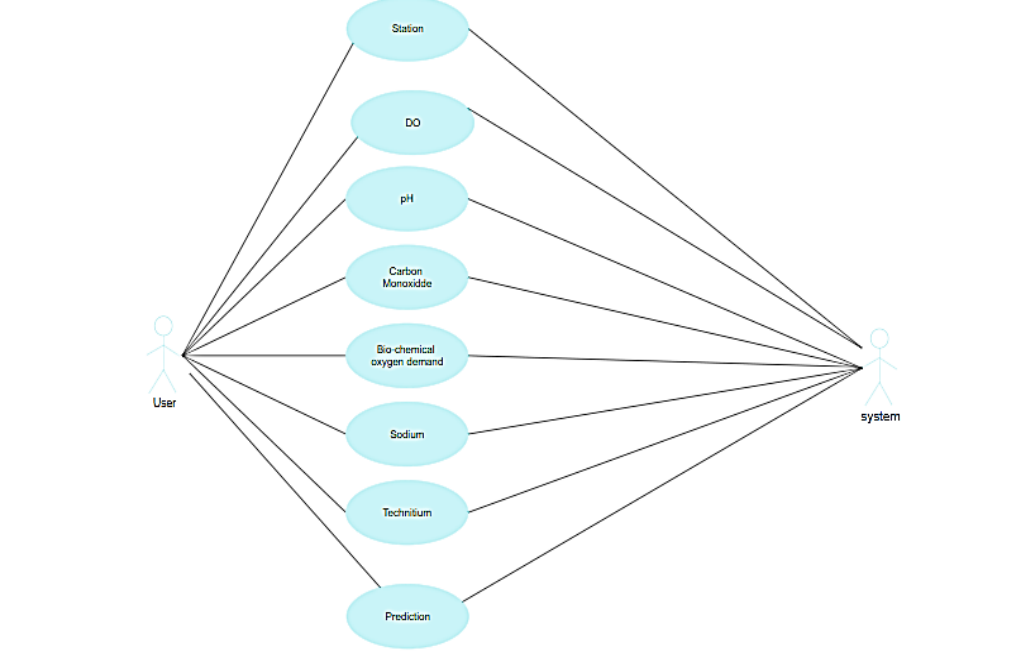 Station
DO
pH
Carbon
Monoxidde
Bio-chemical
oxygen demand
User
system
Sodium
Technitium
Prediction